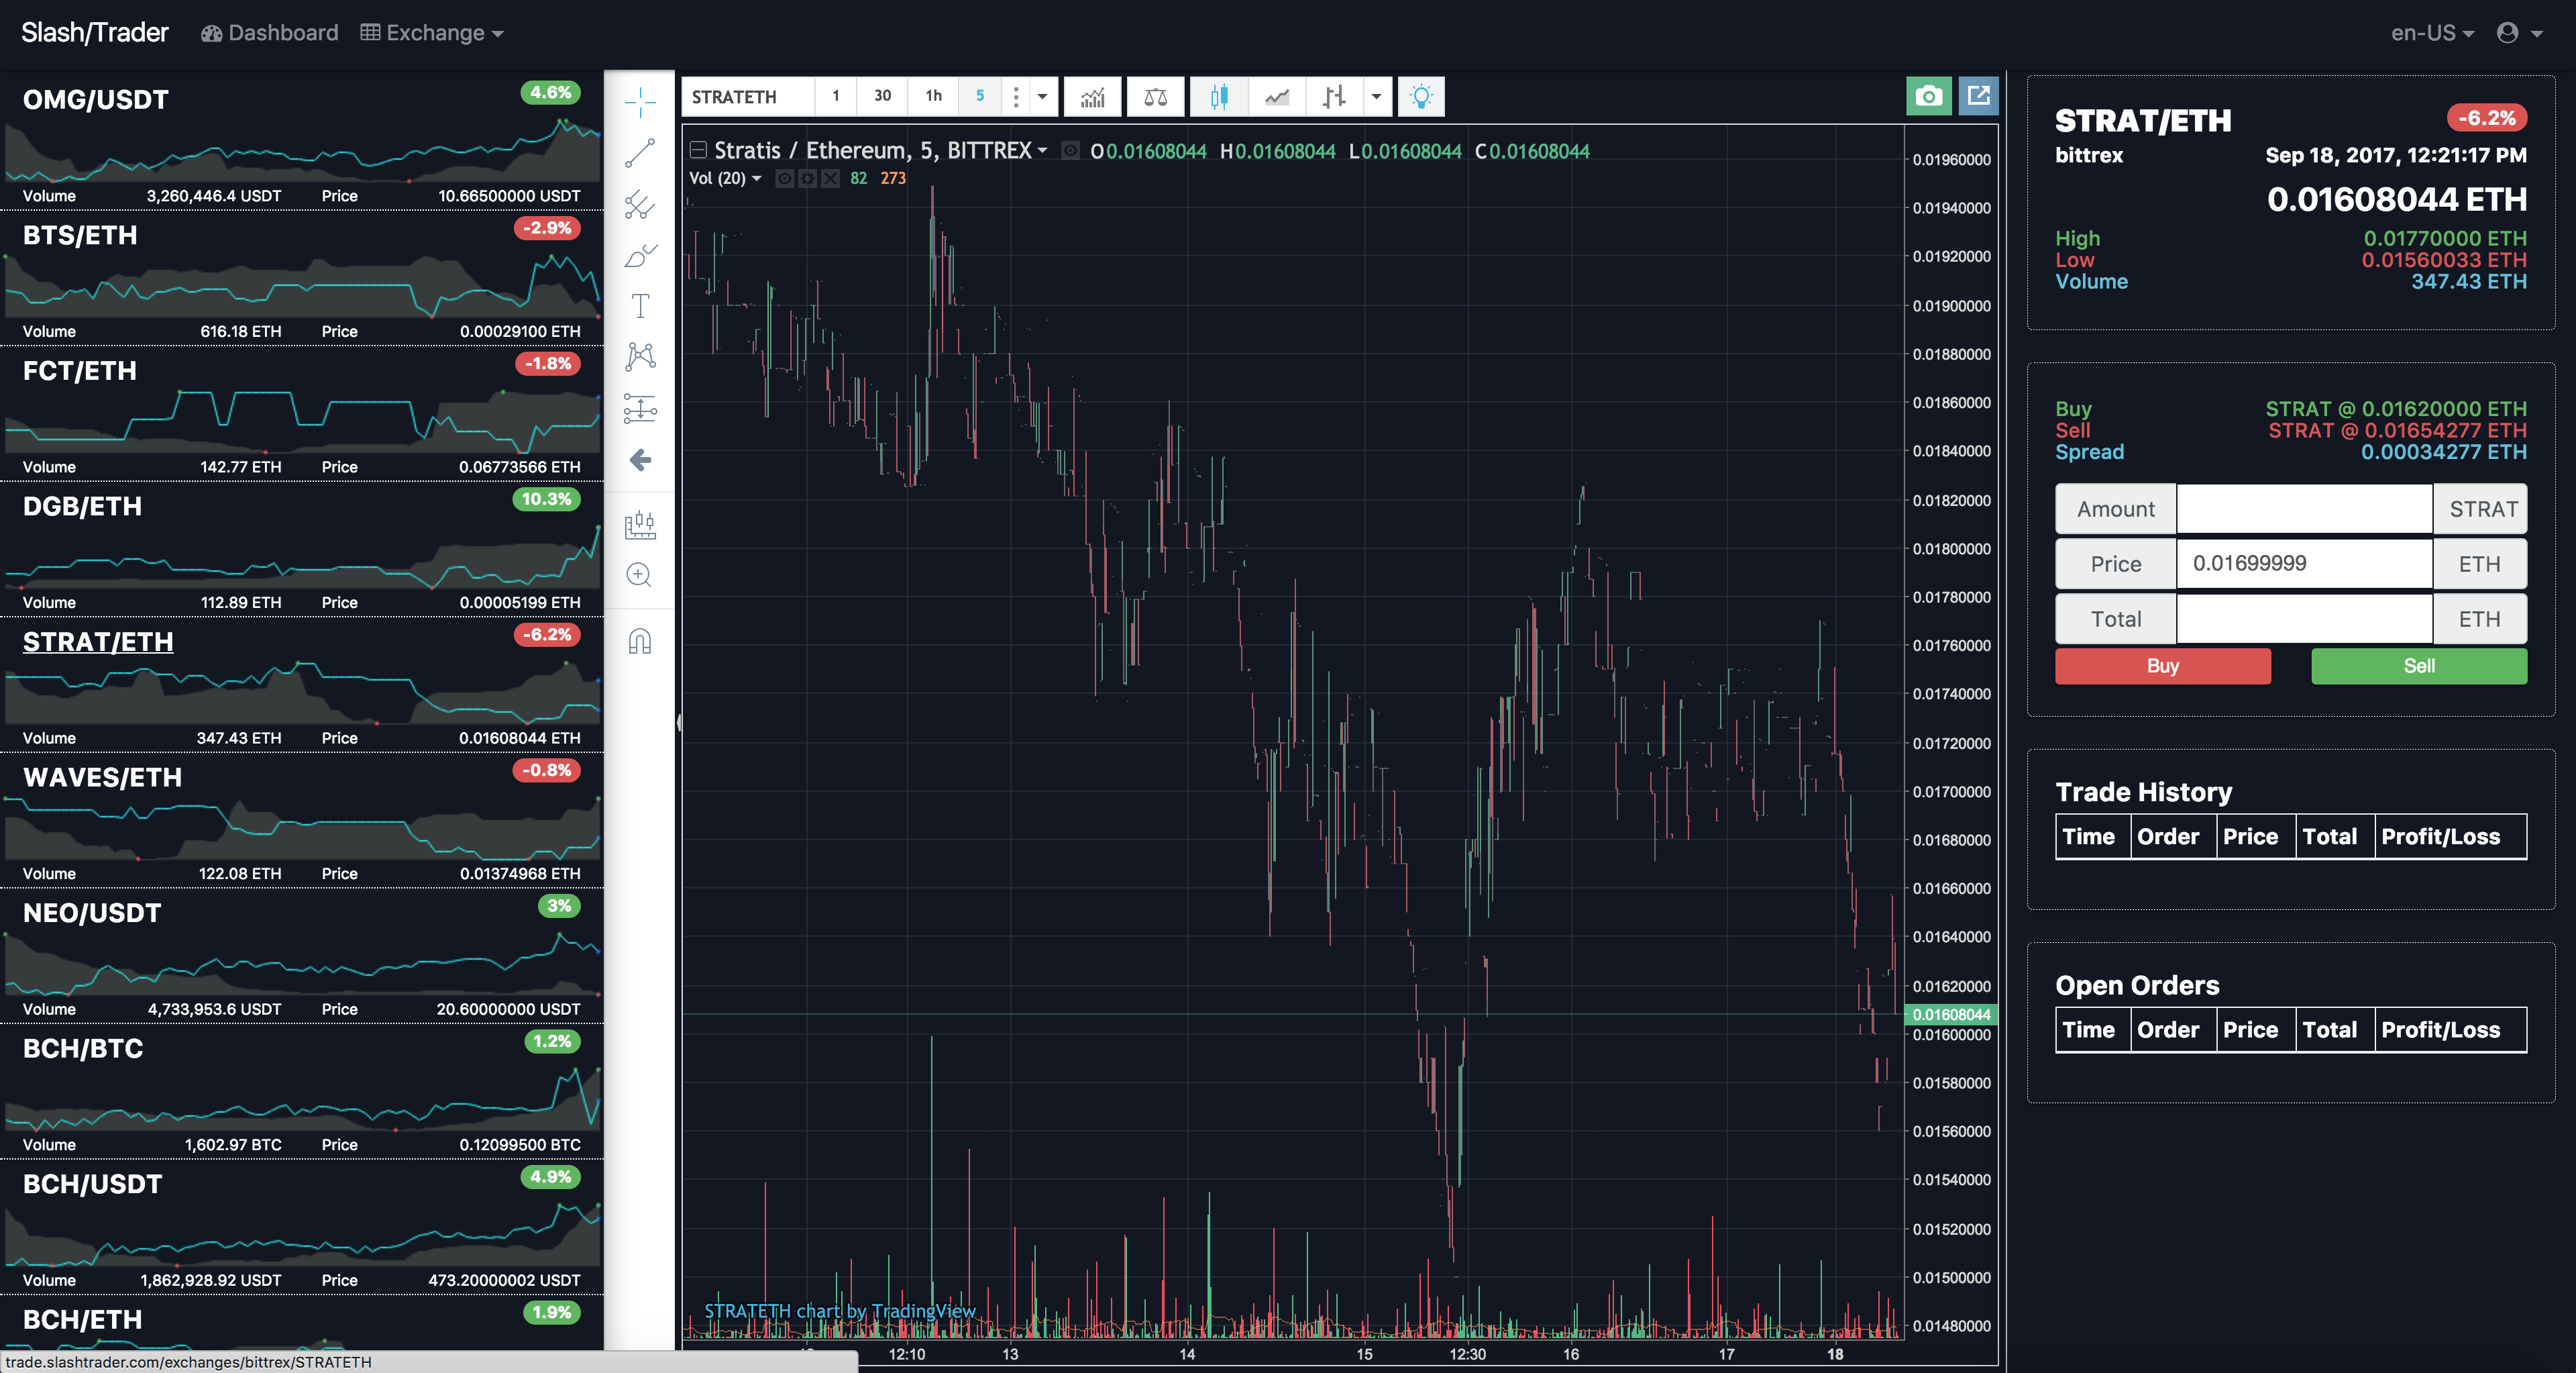 Slash/Trader Dashboard Exchange en-US
OMG/USDT 4.6%
Volume 3,260,446.4 USDT Price 10.66500000 USDT
BTS/ETH -2.9%
Volume 616.18 ETH Price 0.00029100 ETH
FCT/ETH -1.8%
Volume 142.77 ETH Price 0.06773566 ETH
DGB/ETH 10.3%
Volume 112.89 ETH Price 0.00005199 ETH
STRAT/ETH -6.2%
Volume 347.43 ETH Price 0.01608044 ETH
WAVES/ETH -0.8%
Volume 122.08 ETH Price 0.01374968 ETH
NEO/USDT 3%
Volume 4,733,953.6 USDT Price 20.60000000 USDT
BCH/BTC 1.2%
Volume 1,602.97 BTC Price 0.12099500 BTC
BCH/USDT 4.9%
Volume 1,862,928.92 USDT Price 473.20000002 USDT
BCH/ETH 1.9%
trade.slashtrader.com/exchanges/bittrex/STRATETH
STRATETH 1 30 1h 5
Stratis / Ethereum, 5, BITTREX O0.01608044 H0.01608044 L0.01608044 C0.01608044
Vol (20) 82 273
0.01960000
0.01940000
0.01920000
0.01900000
0.01880000
0.01860000
0.01840000
0.01820000
0.01800000
0.01780000
0.01760000
0.01740000
0.01720000
0.01700000
0.01680000
0.01660000
0.01640000
0.01620000
0.01608044
0.01600000
0.01580000
0.01560000
0.01540000
0.01520000
0.01500000
0.01480000
STRATETH chart by TradingView
12:10 13 14 15 12:30 16 17 18
STRAT/ETH -6.2%
bittrex Sep 18, 2017, 12:21:17 PM
0.01608044 ETH
High 0.01770000 ETH
Low 0.01560033 ETH
Volume 347.43 ETH
Buy STRAT @ 0.01620000 ETH
Sell STRAT @ 0.01654277 ETH
Spread 0.00034277 ETH
Amount STRAT
Price 0.01699999 ETH
Total ETH
Buy Sell
Trade History
Time Order Price Total Profit/Loss
Open Orders
Time Order Price Total Profit/Loss